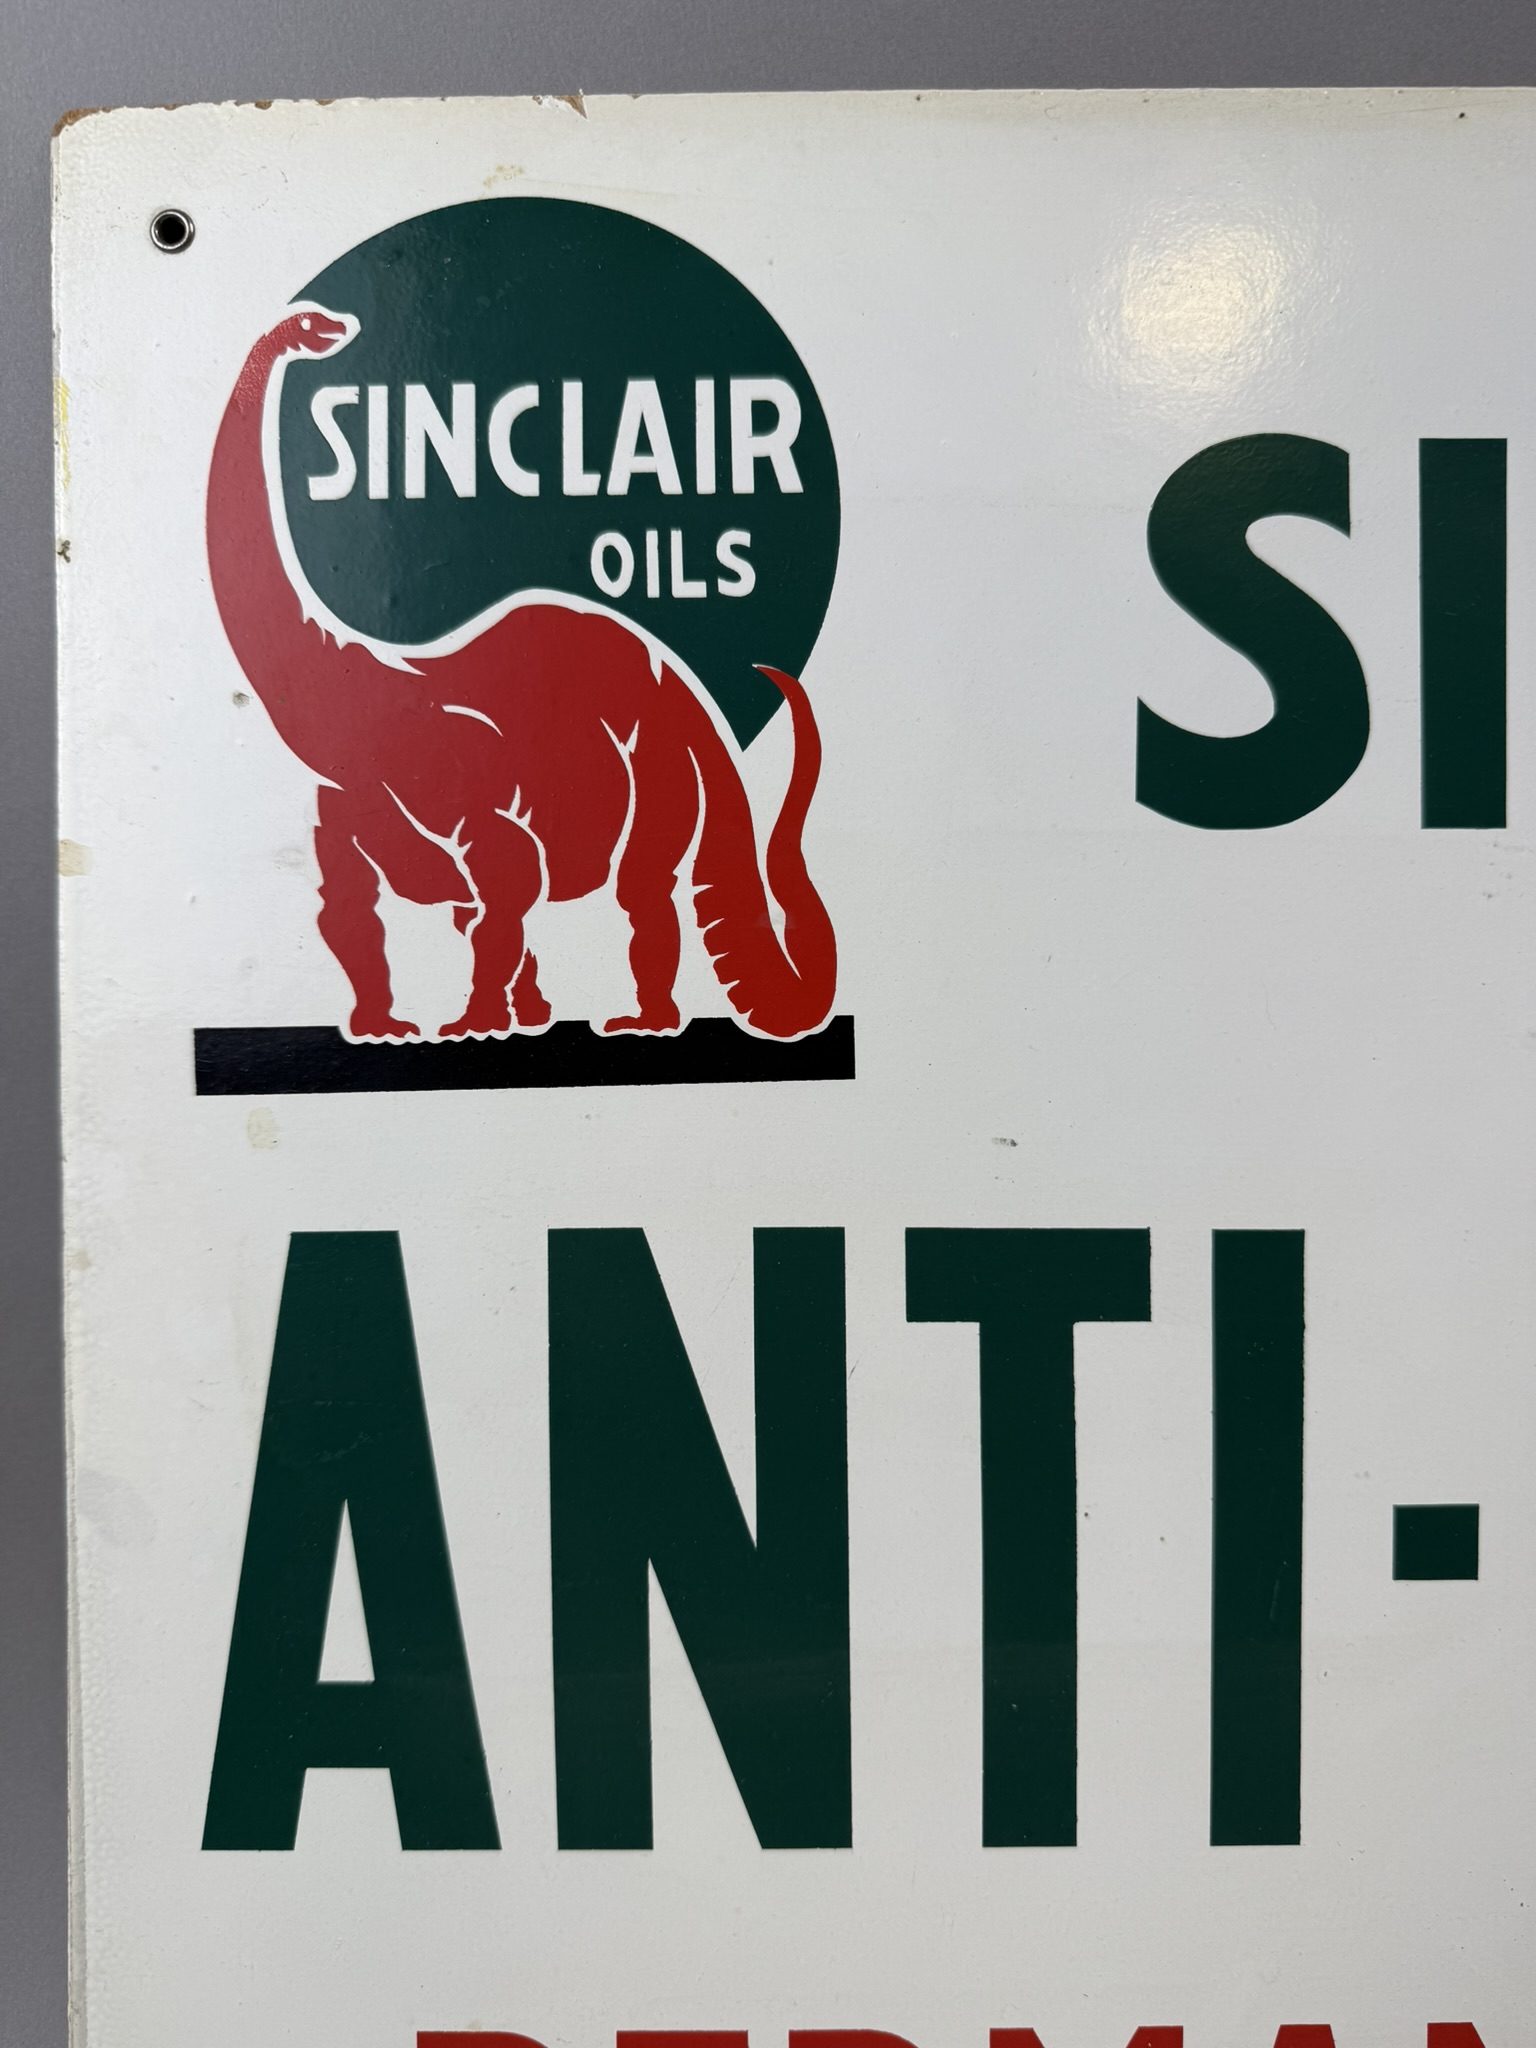 SINCLAIR
OILS
SI
ANTI-